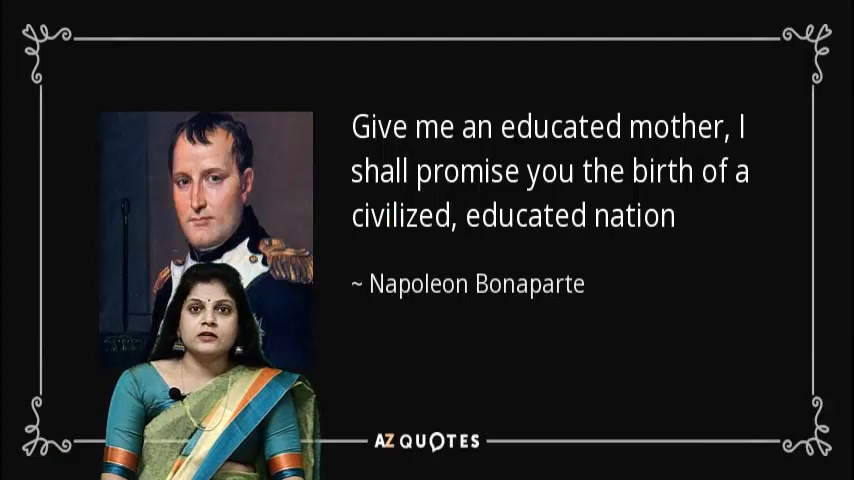 Give me an educated mother, I
shall promise you the birth of a
civilized, educated nation
~ Napoleon Bonaparte
AZ QUOTES